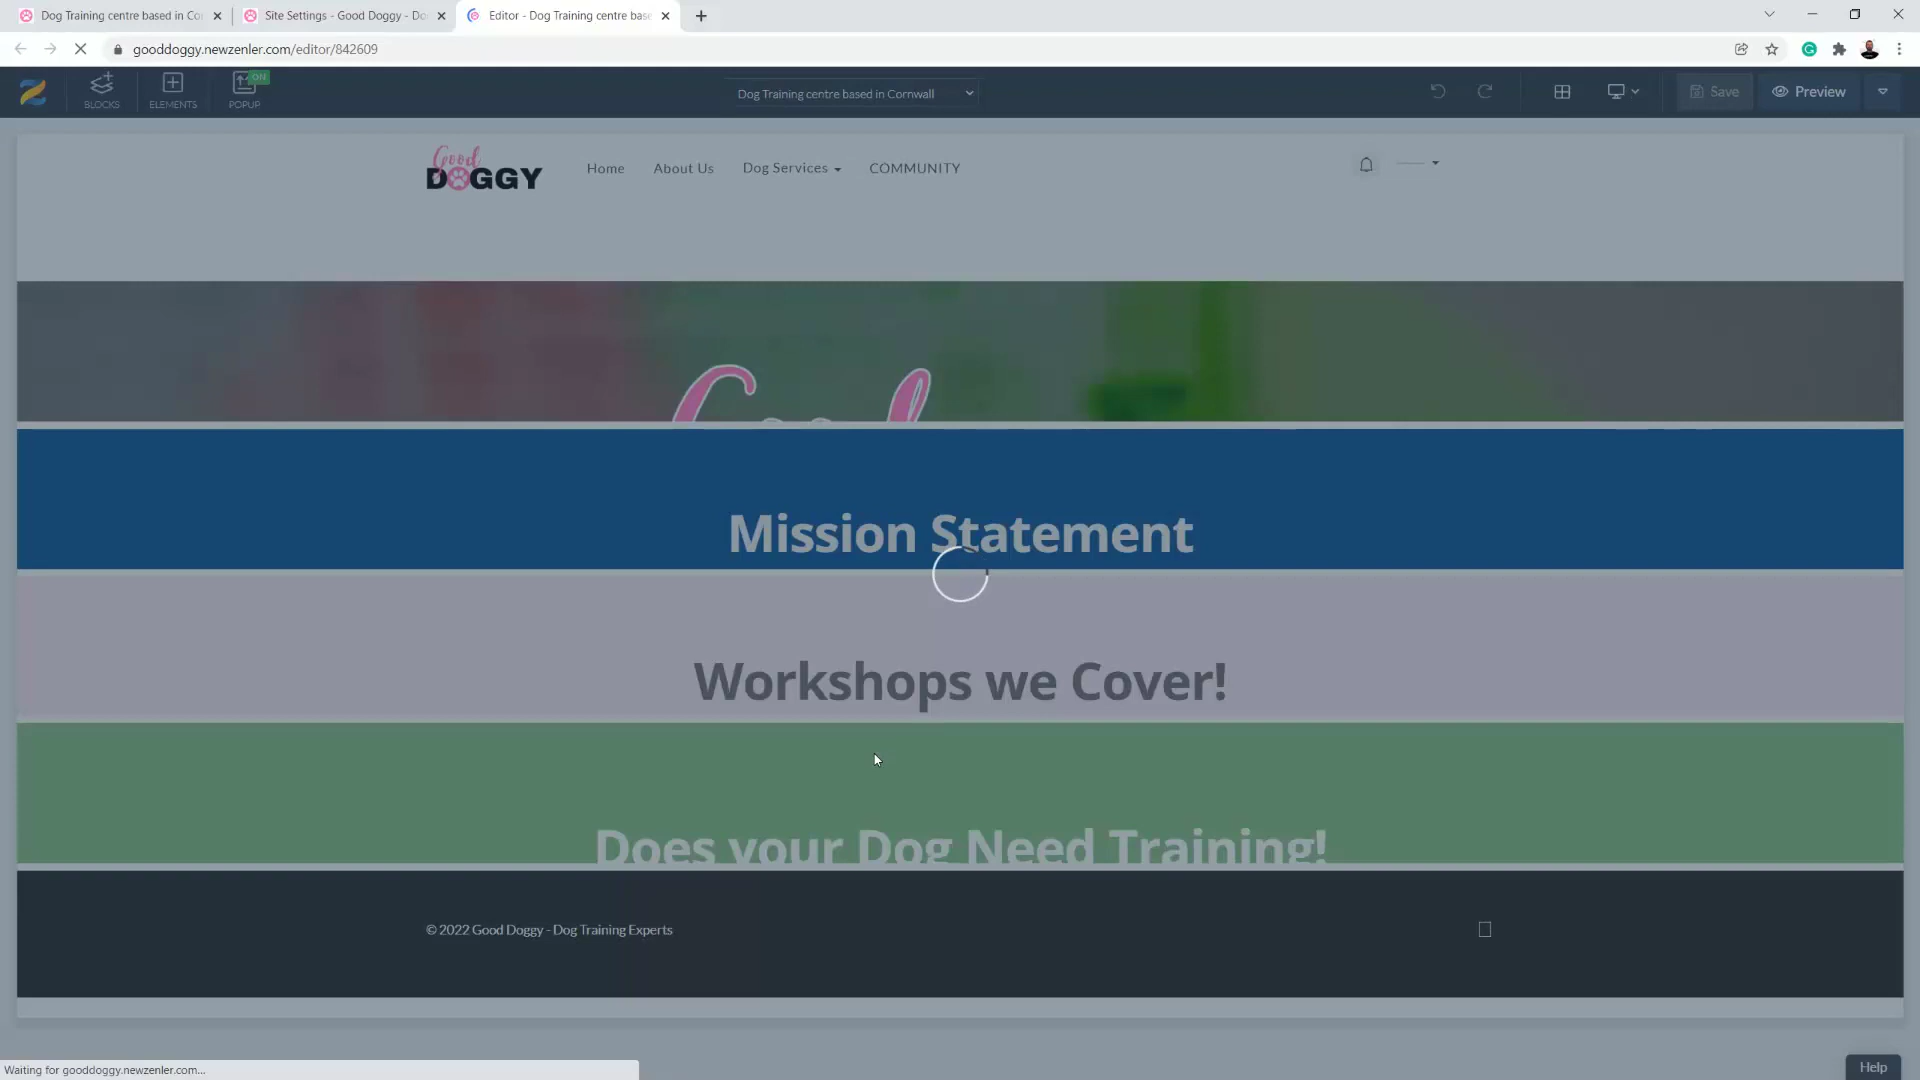 Dog Training centre based in Cor
Site Settings - Good Doggy - Do
Editor - Dog Training centre base
gooddoggy.newzenler.com/editor/842609
BLOCKS
ELEMENTS
ON
POPUP
Dog Training centre based in Cornwall
Save
Preview
Good
DOGGY
Home
About Us
Dog Services
COMMUNITY
Good
Mission Statement
Workshops we Cover!
Does your Dog Need Training!
© 2022 Good Doggy - Dog Training Experts
Waiting for gooddoggy.newzenler.com...
Help